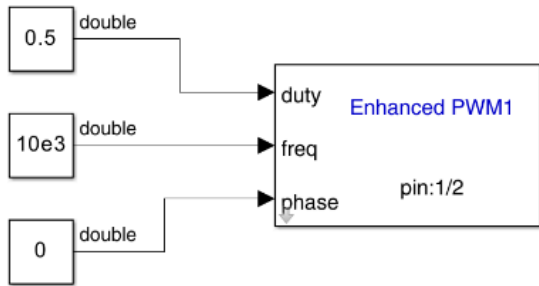 0.5
double
duty
Enhanced PWM1
10e3
double
freq
pin:1/2
phase
0
double